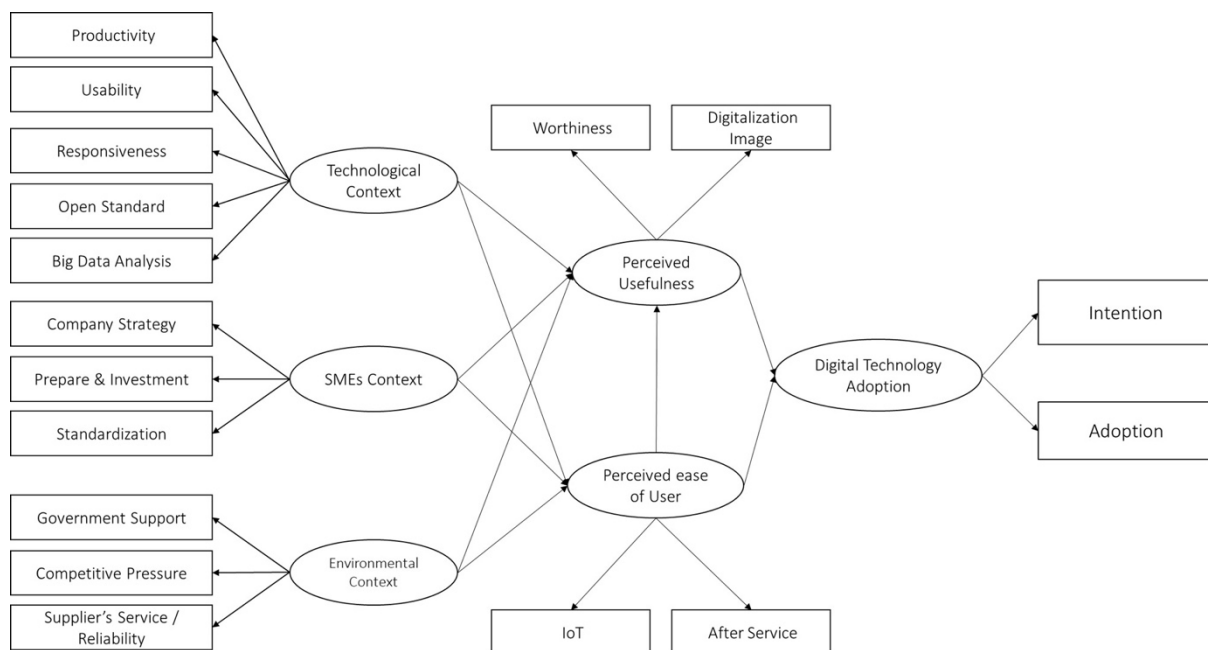 Productivity
Usability
Responsiveness
Open Standard
Big Data Analysis
Company Strategy
Prepare & Investment
Standardization
Government Support
Competitive Pressure
Supplier's Service /
Reliability
Technological
Context
SMEs Context
Environmental
Context
Worthiness
Digitalization
Image
Perceived
Usefulness
Perceived ease
of User
IoT
After Service
Digital Technology
Adoption
Intention
Adoption